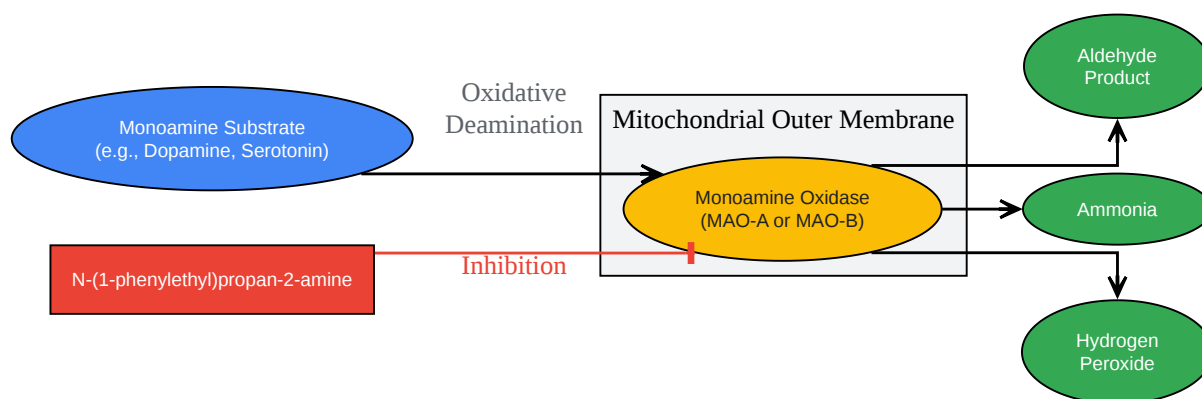 Monoamine Substrate
(e.g., Dopamine, Serotonin)
Oxidative
Deamination
Mitochondrial Outer Membrane
Monoamine Oxidase
(MAO-A or MAO-B)
N-(1-phenylethyl)propan-2-amine
Inhibition
Aldehyde
Product
Ammonia
Hydrogen
Peroxide